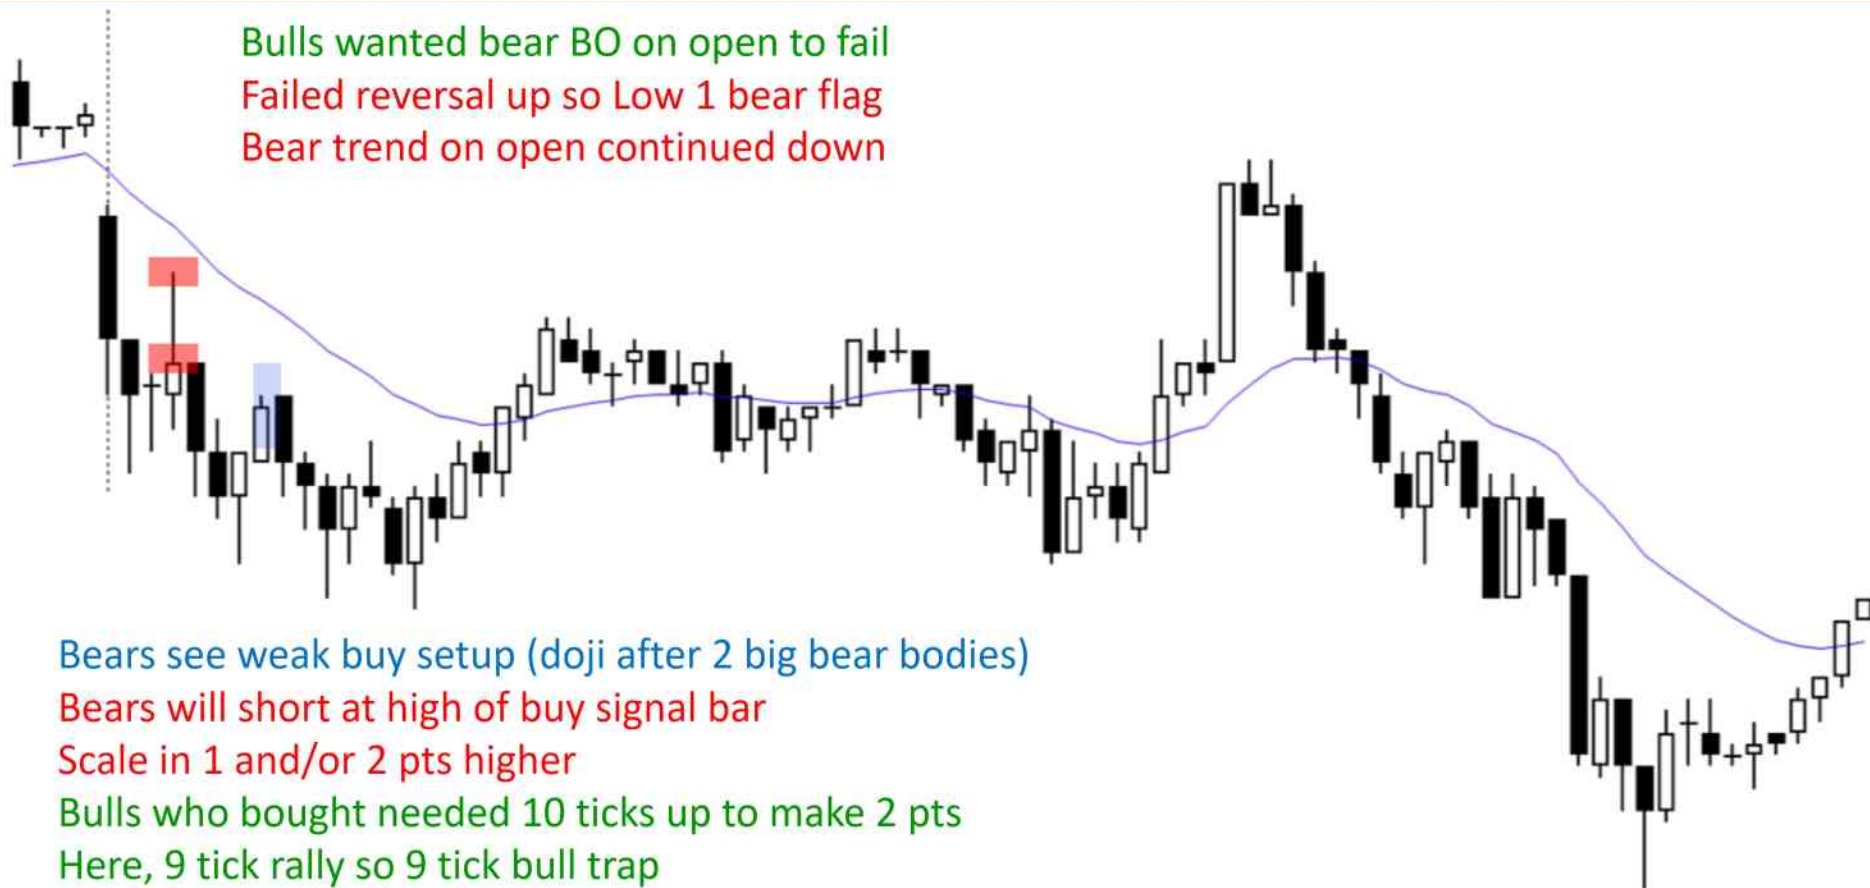 Bulls wanted bear BO on open to fail
Failed reversal up so Low 1 bear flag
Bear trend on open continued down
Bears see weak buy setup (doji after 2 big bear bodies)
Bears will short at high of buy signal bar
Scale in 1 and/or 2 pts higher
Bulls who bought needed 10 ticks up to make 2 pts
Here, 9 tick rally so 9 tick bull trap